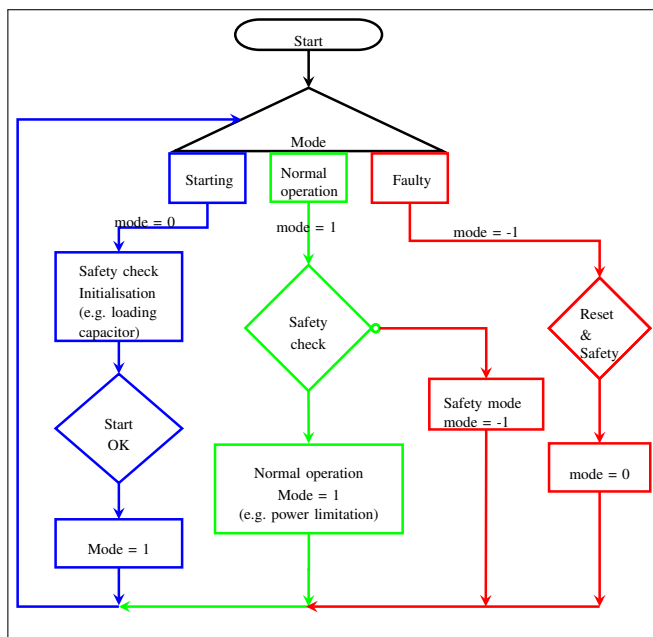 Start
Mode
Starting
Normal
operation
Faulty
mode = 0
mode = 1
mode = -1
Safety check
Initialisation
(e.g. loading
capacitor)
Safety
check
Reset
&
Safety
Start
OK
Safety mode
mode = -1
Normal operation
Mode = 1
(e.g. power limitation)
mode = 0
Mode = 1